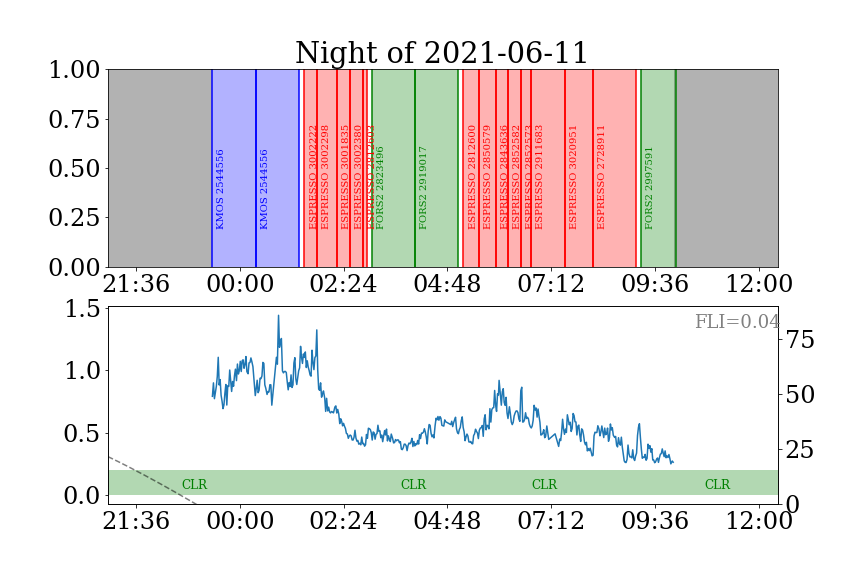 Night of 2021-06-11
1.00
0.75
0.50
0.25
0.00
KMOS 2544556
KMOS 2544556
ESPRESSO 3002222
ESPRESSO 3002298
ESPRESSO 3001835
ESPRESSO 3002380
FORS2 2823496
FORS2 2919017
ESPRESSO 2812600
ESPRESSO 2850579
ESPRESSO 2843636
ESPRESSO 2852582
ESPRESSO 2852573
ESPRESSO 2911683
ESPRESSO 3020951
ESPRESSO 2728911
FORS2 2997591
21:36 00:00 02:24 04:48 07:12 09:36 12:00
FLI=0.04
1.5
1.0
0.5
0.0
75
50
25
0
CLR CLR CLR CLR
21:36 00:00 02:24 04:48 07:12 09:36 12:00